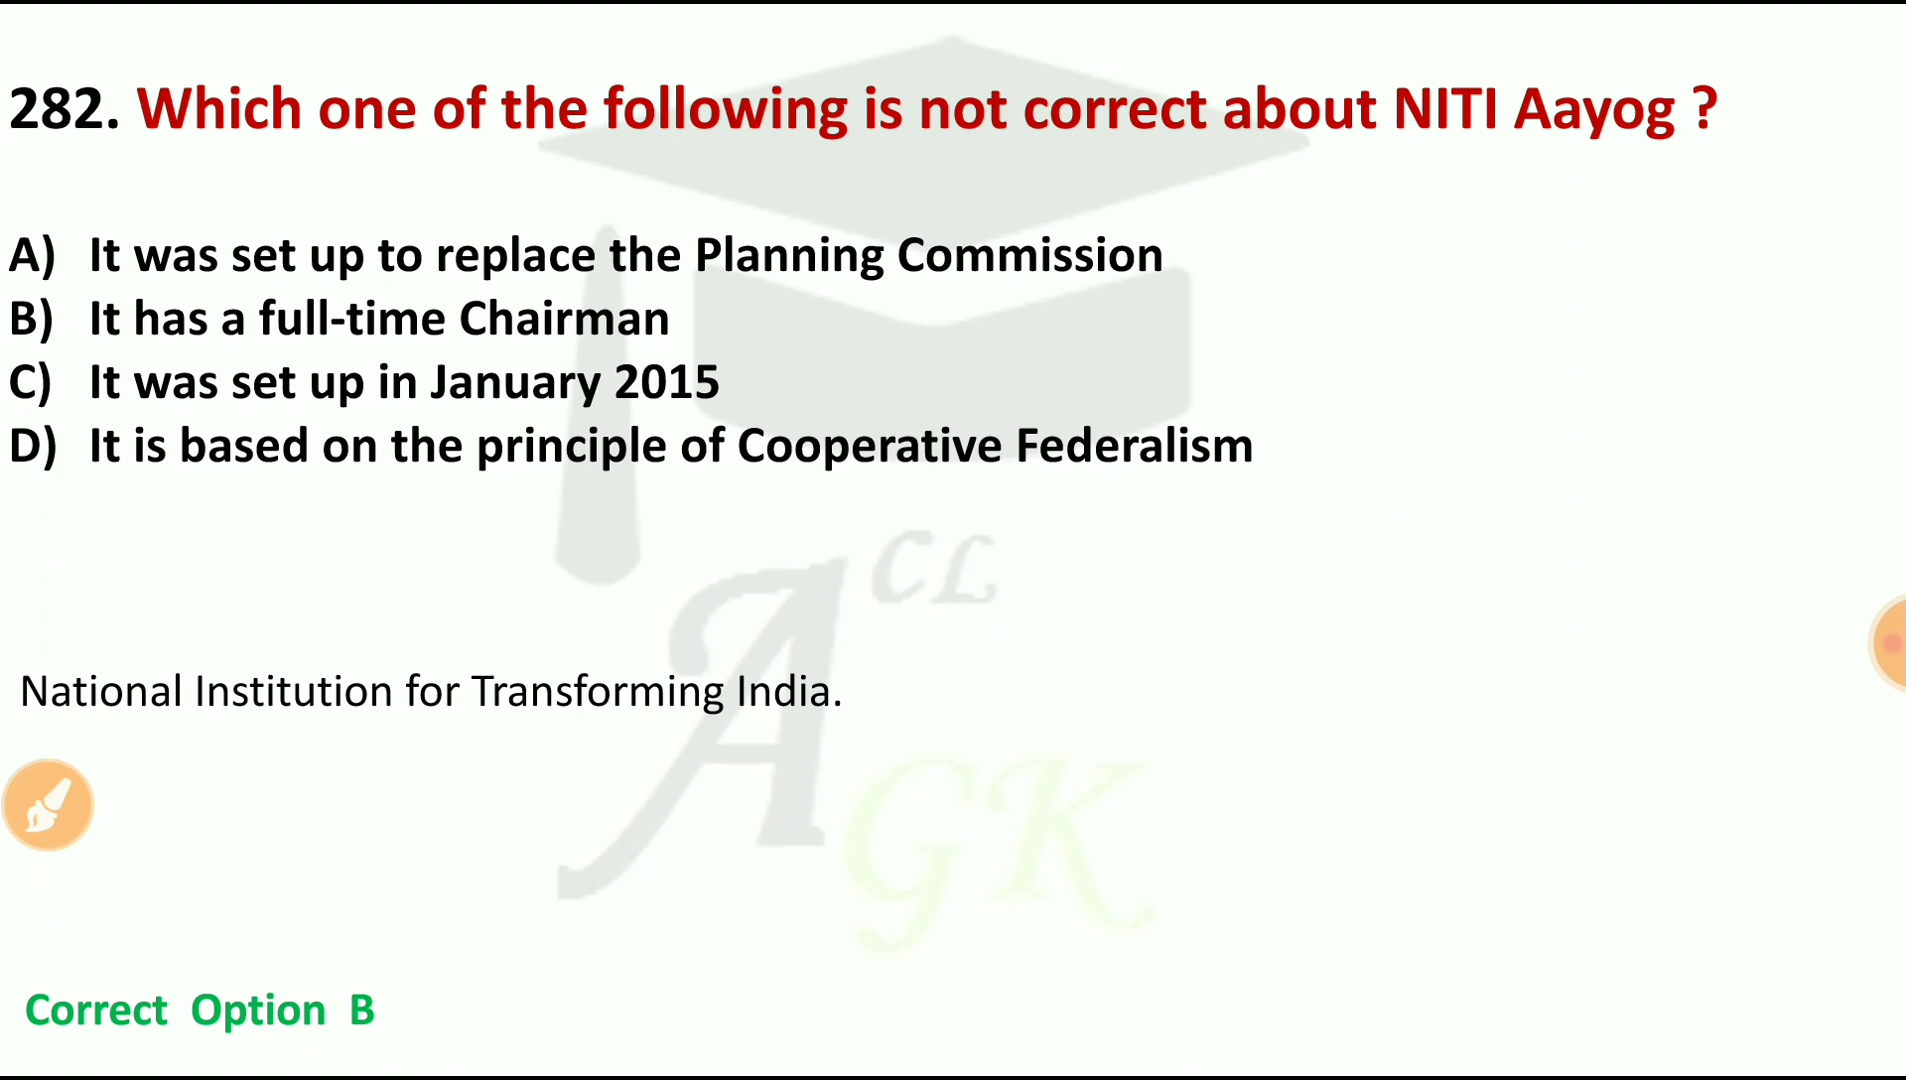 282. Which one of the following is not correct about NITI Aayog ?
A) It was set up to replace the Planning Commission
B) It has a full-time Chairman
C) It was set up in January 2015
D) It is based on the principle of Cooperative Federalism
A CL
National Institution for Transforming India.
GK
Correct Option B